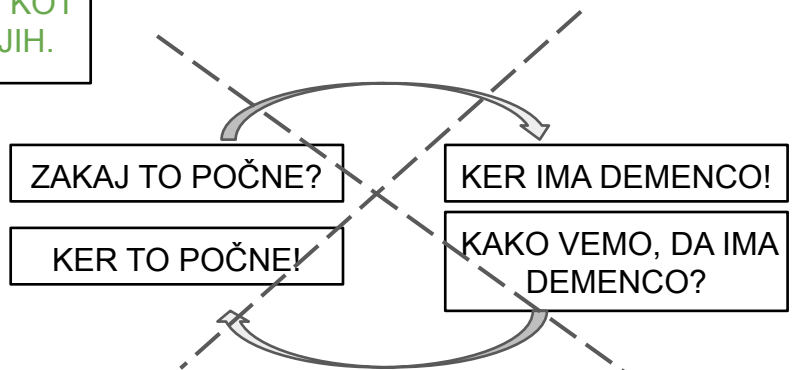 KOT
JIH.
ZAKAJ TO POČNE?
KER IMA DEMENCO!
KER TO POČNE!
KAKO VEMO, DA IMA
DEMENCO?